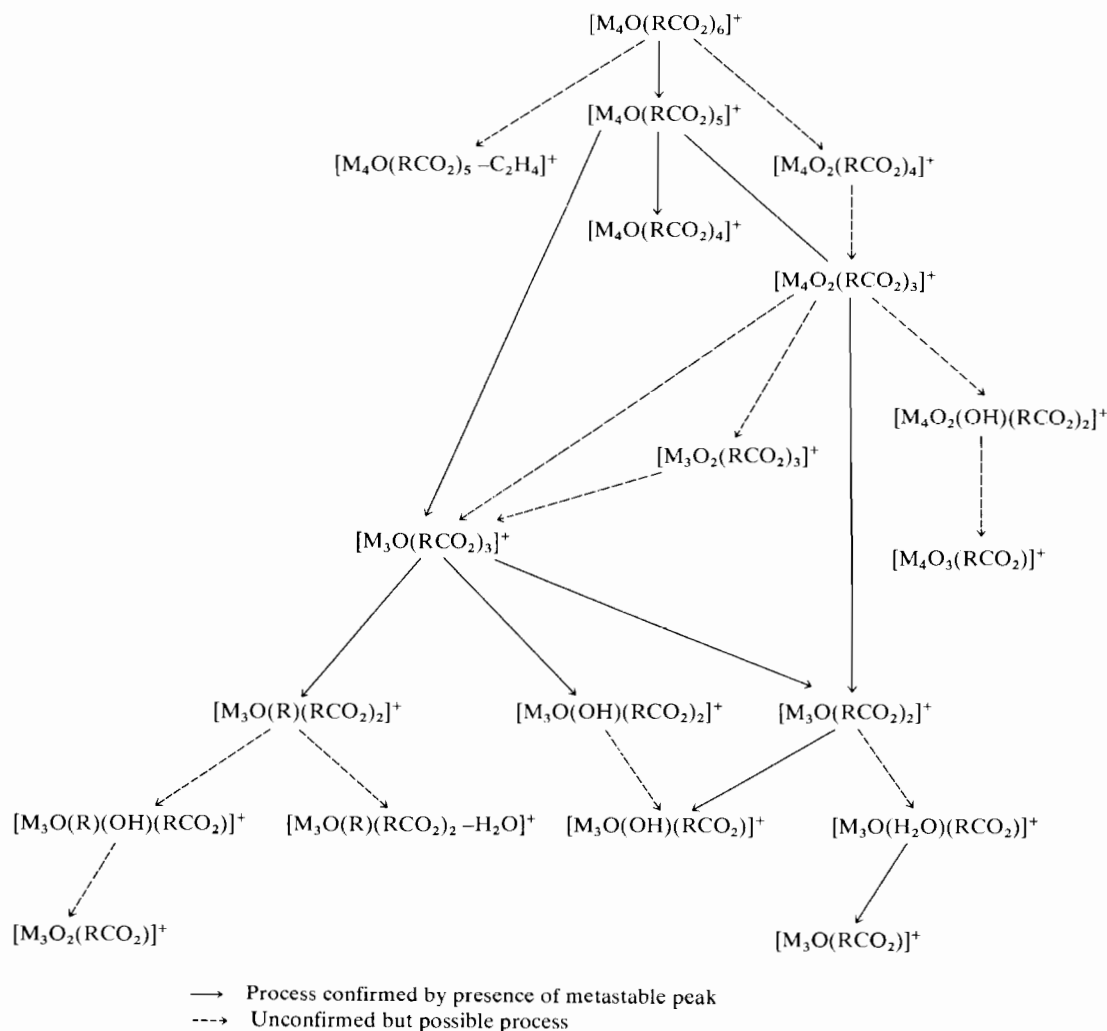 [M₄O(RCO₂)₆]⁺
[M₄O(RCO₂)₅]⁺
[M₄O(RCO₂)₅ –C₂H₄]⁺
[M₄O₂(RCO₂)₄]⁺
[M₄O(RCO₂)₄]⁺
[M₄O₂(RCO₂)₃]⁺
[M₄O₂(OH)(RCO₂)₂]⁺
[M₃O₂(RCO₂)₃]⁺
[M₃O(RCO₂)₃]⁺
[M₄O₃(RCO₂)]⁺
[M₃O(R)(RCO₂)₂]⁺
[M₃O(OH)(RCO₂)₂]⁺
[M₃O(RCO₂)₂]⁺
[M₃O(R)(OH)(RCO₂)]⁺
[M₃O(R)(RCO₂)₂ –H₂O]⁺
[M₃O(OH)(RCO₂)]⁺
[M₃O(H₂O)(RCO₂)]⁺
[M₃O₂(RCO₂)]⁺
[M₃O(RCO₂)]⁺
Process confirmed by presence of metastable peak
Unconfirmed but possible process